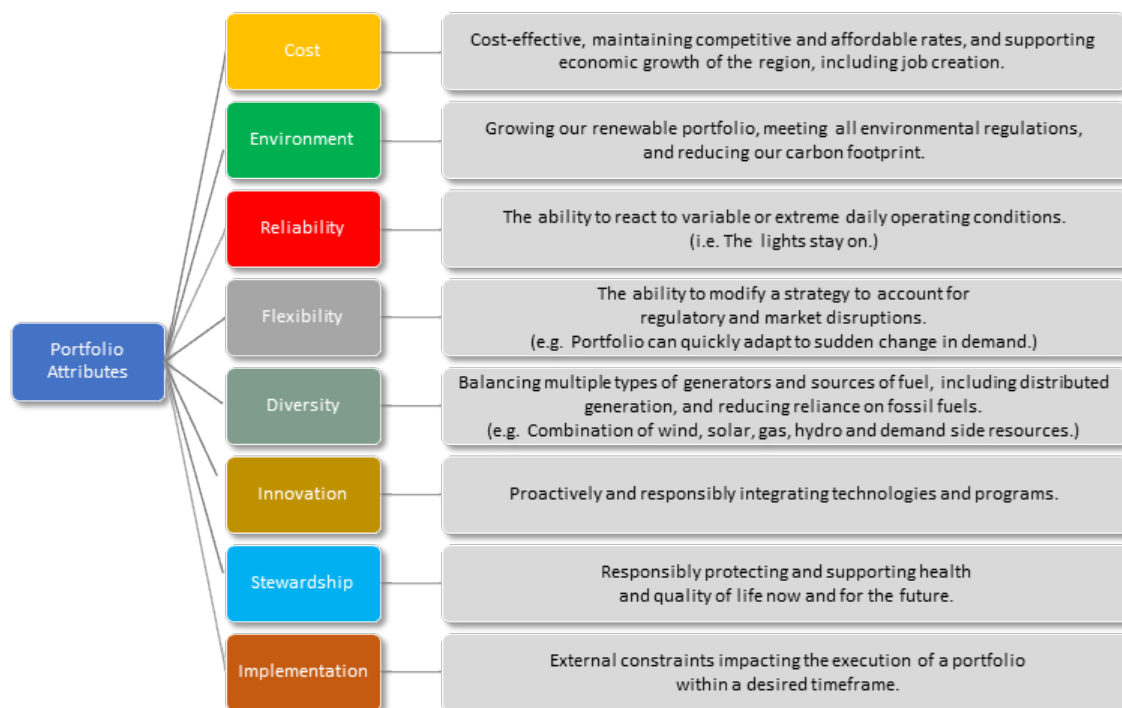 Cost
Cost-effective, maintaining competitive and affordable rates, and supporting
economic growth of the region, including job creation.
Environment
Growing our renewable portfolio, meeting all environmental regulations,
and reducing our carbon footprint.
Reliability
The ability to react to variable or extreme daily operating conditions.
(i.e. The lights stay on.)
Portfolio
Attributes
Flexibility
The ability to modify a strategy to account for
regulatory and market disruptions.
(e.g. Portfolio can quickly adapt to sudden change in demand.)
Diversity
Balancing multiple types of generators and sources of fuel, including distributed
generation, and reducing reliance on fossil fuels.
(e.g. Combination of wind, solar, gas, hydro and demand side resources.)
Innovation
Proactively and responsibly integrating technologies and programs.
Stewardship
Responsibly protecting and supporting health
and quality of life now and for the future.
Implementation
External constraints impacting the execution of a portfolio
within a desired timeframe.